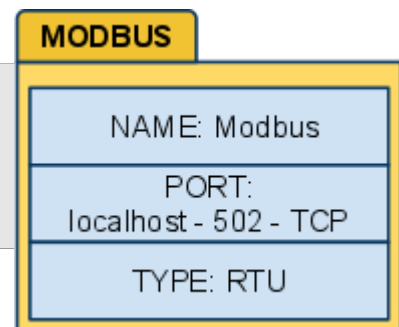 MODBUS
NAME: Modbus
PORT:
localhost - 502 - TCP
TYPE: RTU